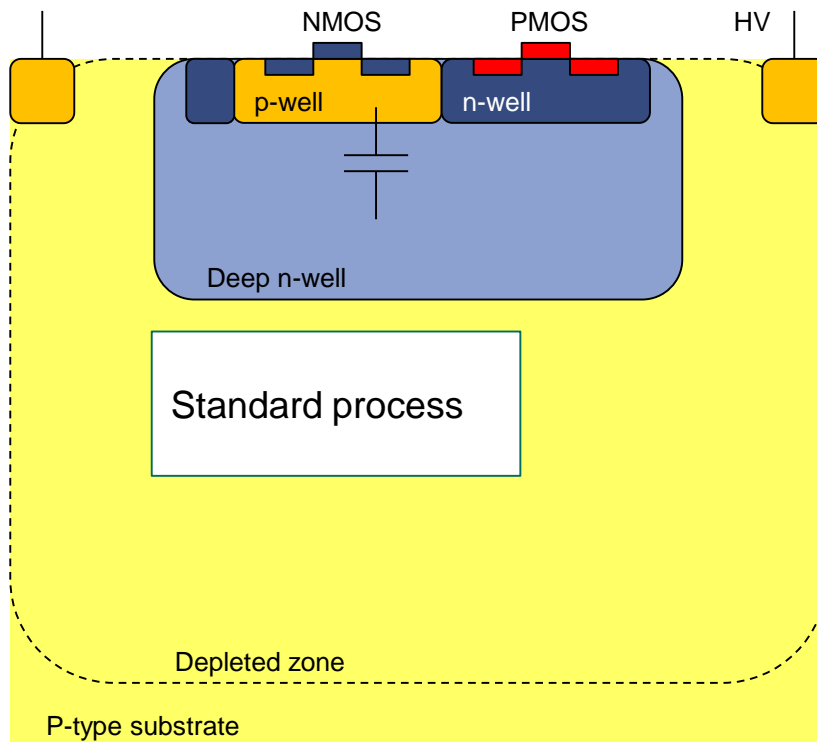 NMOS
PMOS
HV
p-well
n-well
Deep n-well
Standard process
Depleted zone
P-type substrate